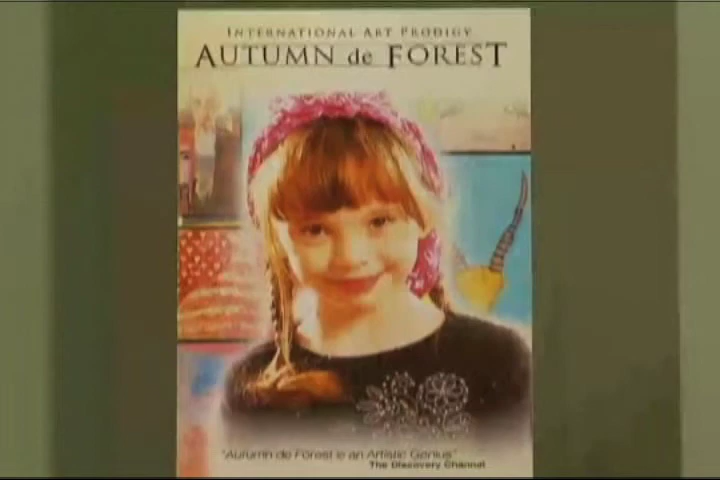 INTERNATIONAL ART PRODIGY
AUTUMN de FOREST
"Autumn de Forest is an Artistic Genius"
The Discovery Channel